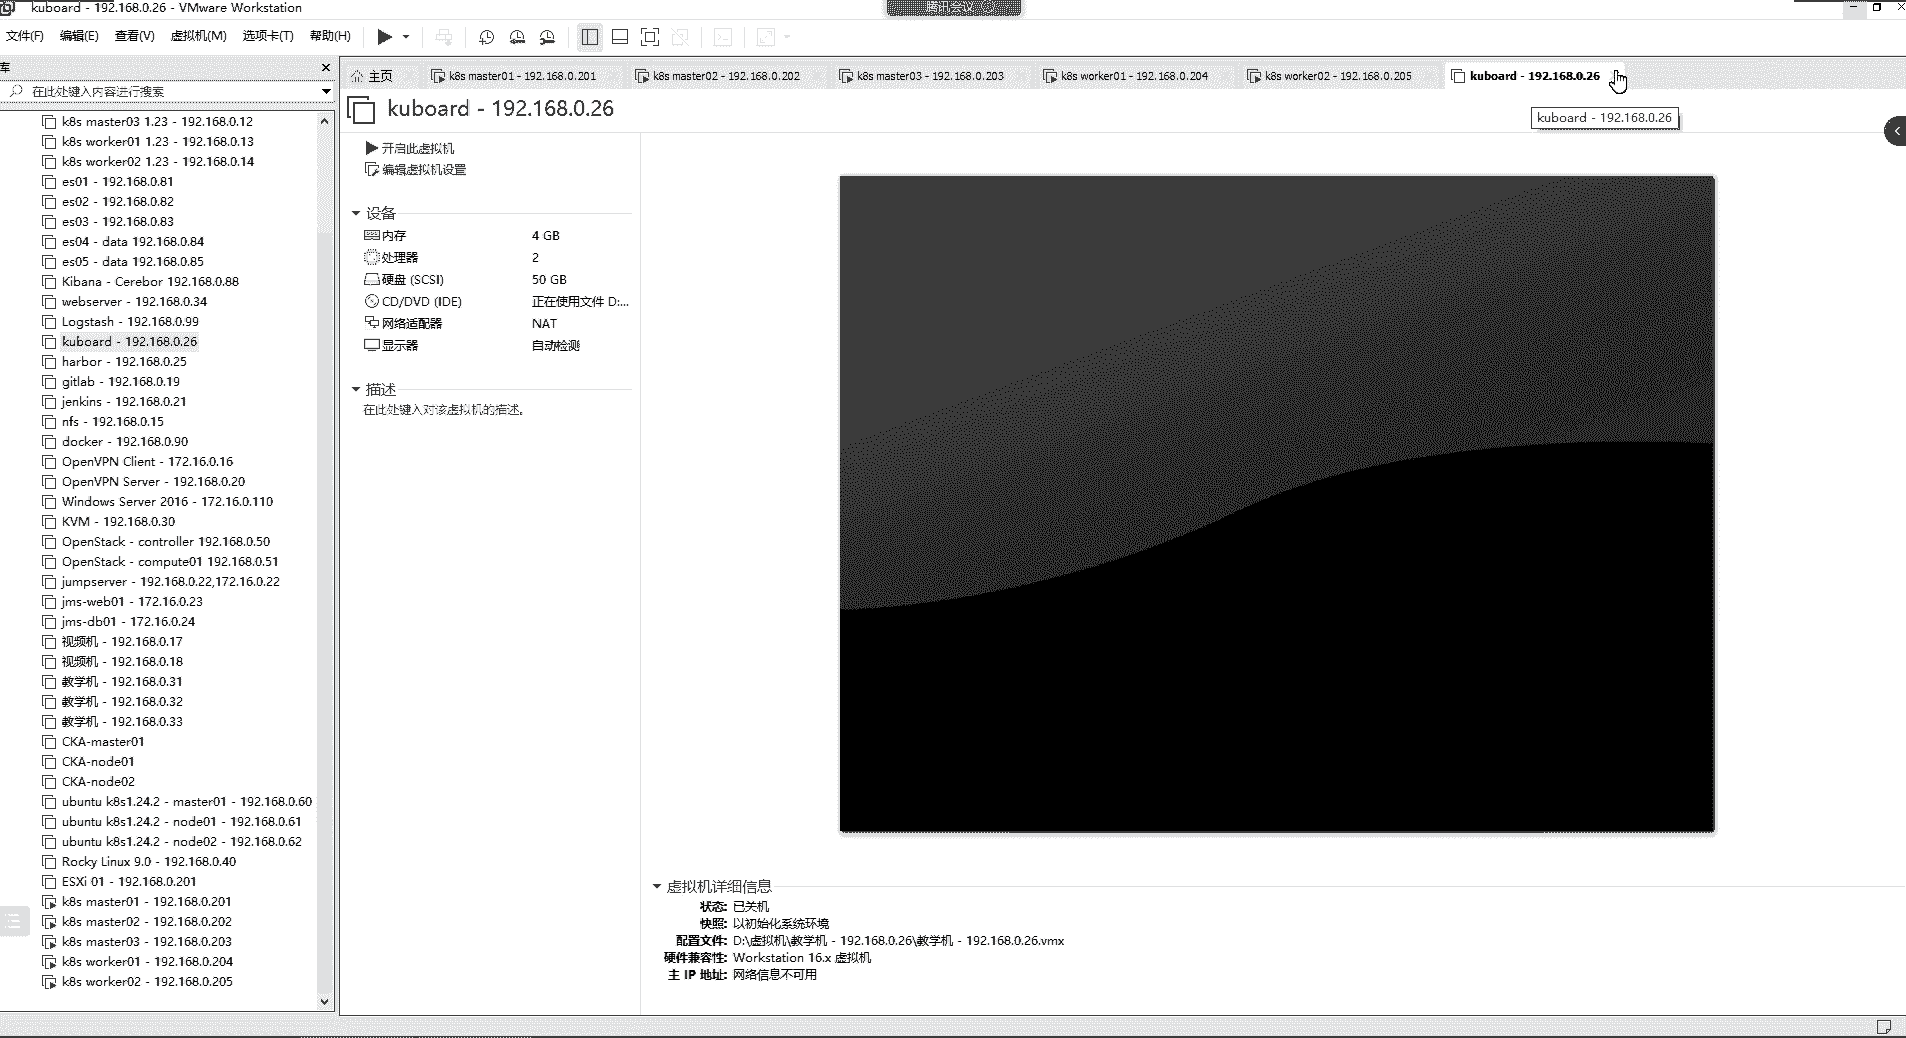 kuboard - 192.168.0.26 - VMware Workstation
腾讯会议
文件(F) 编辑(E) 查看(V) 虚拟机(M) 选项卡(T) 帮助(H)
库
在此处键入内容进行搜索
主页 k8s master01 - 192.168.0.201 k8s master02 - 192.168.0.202 k8s master03 - 192.168.0.203 k8s worker01 - 192.168.0.204 k8s worker02 - 192.168.0.205 kuboard - 192.168.0.26
kuboard - 192.168.0.26
k8s master03 1.23 - 192.168.0.12
k8s worker01 1.23 - 192.168.0.13
k8s worker02 1.23 - 192.168.0.14
es01 - 192.168.0.81
es02 - 192.168.0.82
es03 - 192.168.0.83
es04 - data 192.168.0.84
es05 - data 192.168.0.85
Kibana - Cerebor 192.168.0.88
webserver - 192.168.0.34
Logstash - 192.168.0.99
kuboard - 192.168.0.26
harbor - 192.168.0.25
gitlab - 192.168.0.19
jenkins - 192.168.0.21
nfs - 192.168.0.15
docker - 192.168.0.90
OpenVPN Client - 172.16.0.16
OpenVPN Server - 192.168.0.20
Windows Server 2016 - 172.16.0.110
KVM - 192.168.0.30
OpenStack - controller 192.168.0.50
OpenStack - compute01 192.168.0.51
jumpserver - 192.168.0.22,172.16.0.22
jms-web01 - 172.16.0.23
jms-db01 - 172.16.0.24
视频机 - 192.168.0.17
视频机 - 192.168.0.18
教学机 - 192.168.0.31
教学机 - 192.168.0.32
教学机 - 192.168.0.33
CKA-master01
CKA-node01
CKA-node02
ubuntu k8s1.24.2 - master01 - 192.168.0.60
ubuntu k8s1.24.2 - node01 - 192.168.0.61
ubuntu k8s1.24.2 - node02 - 192.168.0.62
Rocky Linux 9.0 - 192.168.0.40
ESXi 01 - 192.168.0.201
k8s master01 - 192.168.0.201
k8s master02 - 192.168.0.202
k8s master03 - 192.168.0.203
k8s worker01 - 192.168.0.204
k8s worker02 - 192.168.0.205
kuboard - 192.168.0.26
开启此虚拟机
编辑虚拟机设置
设备
内存 4 GB
处理器 2
硬盘 (SCSI) 50 GB
CD/DVD (IDE) 正在使用文件 D:...
网络适配器 NAT
显示器 自动检测
描述
在此处键入对该虚拟机的描述。
虚拟机详细信息
状态: 已关机
快照: 以初始化系统环境
配置文件: D:\虚拟机\教学机 - 192.168.0.26\教学机 - 192.168.0.26.vmx
硬件兼容性: Workstation 16.x 虚拟机
主 IP 地址: 网络信息不可用